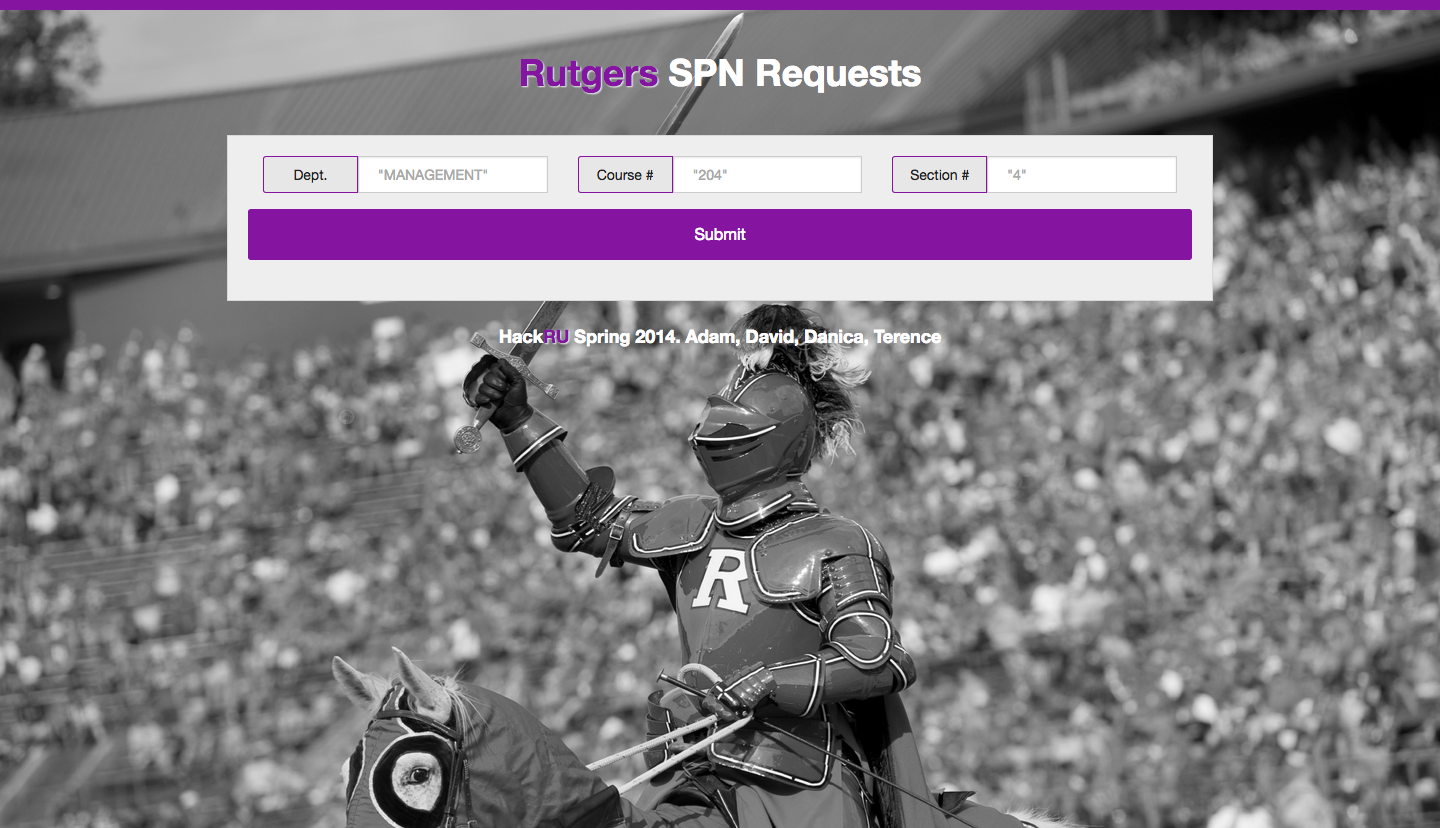 Rutgers SPN Requests
Dept. "MANAGEMENT" Course # "204" Section # "4"
Submit
HackRU Spring 2014. Adam, David, Danica, Terence
R